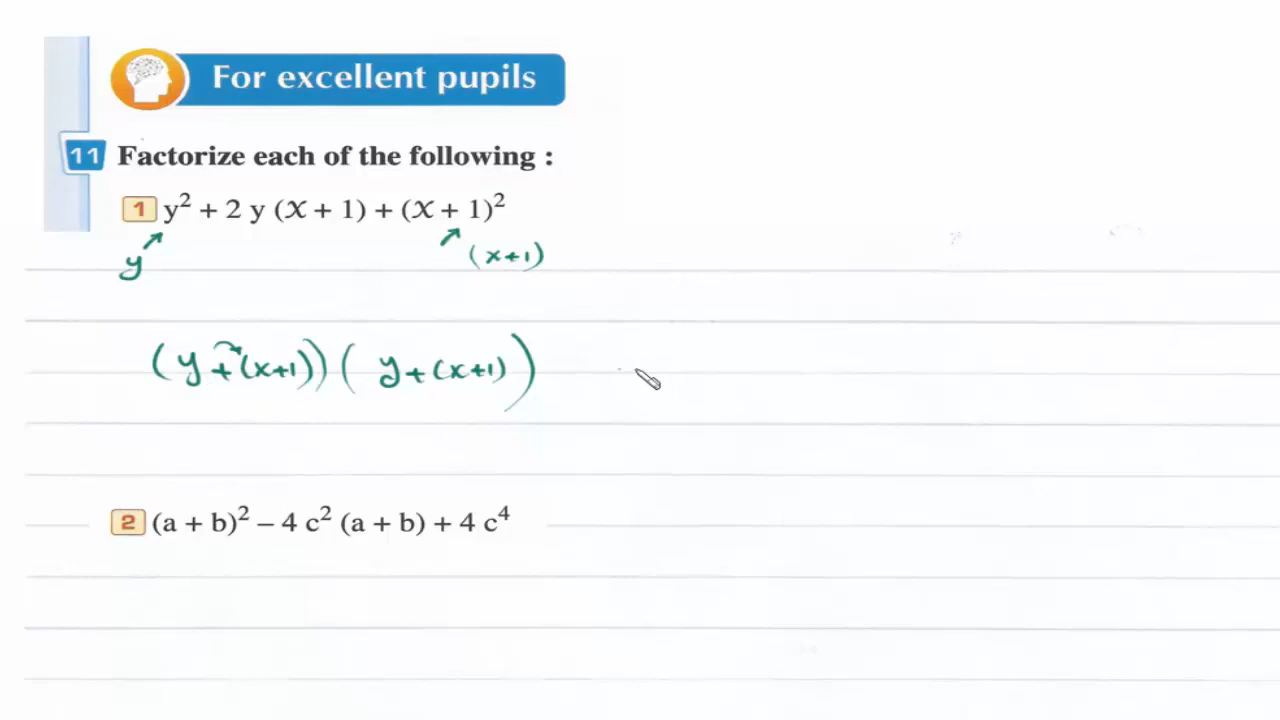 For excellent pupils
11 Factorize each of the following :
1 y² + 2 y (X + 1) + (X + 1)²
y (x+1)
(y + (x+1)) ( y + (x+1) )
2 (a + b)² – 4 c² (a + b) + 4 c⁴